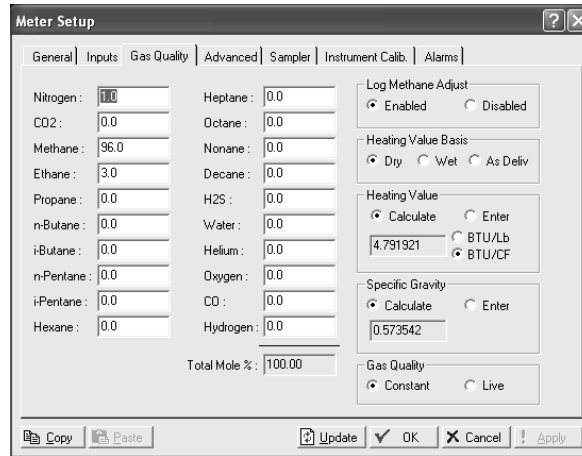 Meter Setup
General Inputs Gas Quality Advanced Sampler Instrument Calib. Alarms
Nitrogen : 1.0 Heptane : 0.0
CO2 : 0.0 Octane : 0.0
Methane : 96.0 Nonane : 0.0
Ethane : 3.0 Decane : 0.0
Propane : 0.0 H2S : 0.0
n-Butane : 0.0 Water : 0.0
i-Butane : 0.0 Helium : 0.0
n-Pentane : 0.0 Oxygen : 0.0
i-Pentane : 0.0 CO : 0.0
Hexane : 0.0 Hydrogen : 0.0
Total Mole % : 100.00
Log Methane Adjust
Enabled Disabled
Heating Value Basis
Dry Wet As Deliv
Heating Value
Calculate Enter
4.791921 BTU/Lb
BTU/CF
Specific Gravity
Calculate Enter
0.573542
Gas Quality
Constant Live
Copy Paste Update OK Cancel Apply